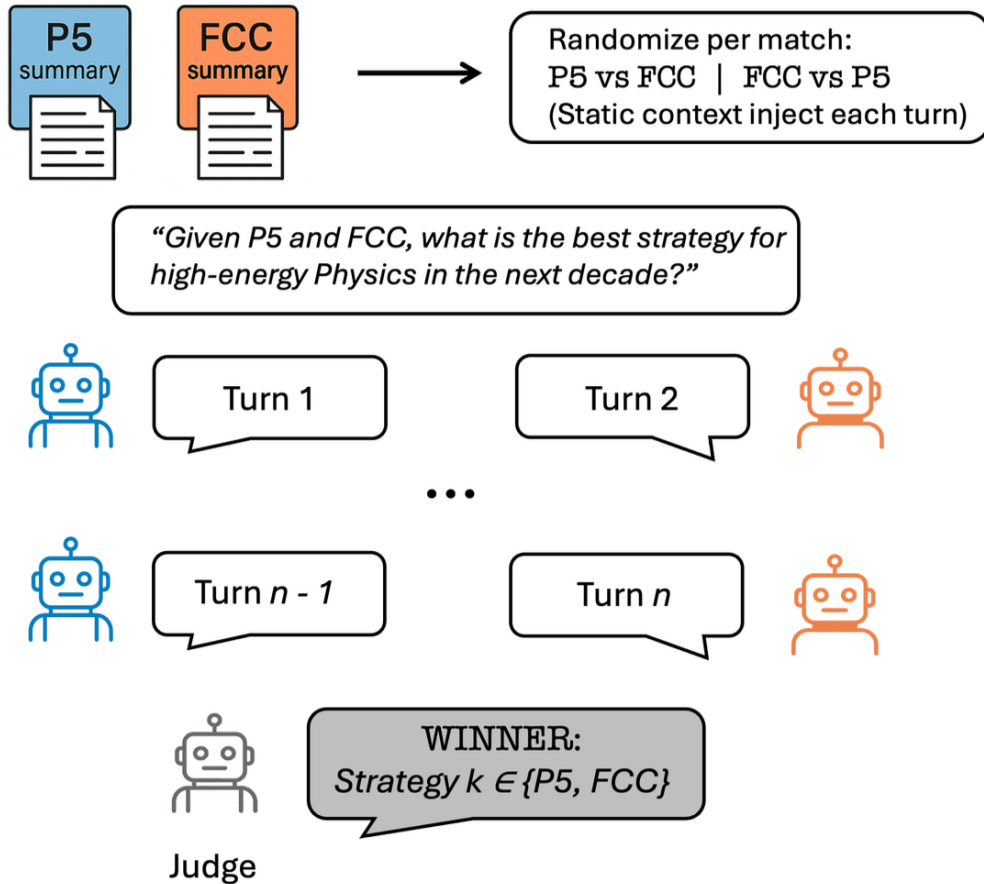 P5
summary
FCC
summary
Randomize per match:
P5 vs FCC | FCC vs P5
(Static context inject each turn)
“Given P5 and FCC, what is the best strategy for
high-energy Physics in the next decade?”
Turn 1
Turn 2
...
Turn n - 1
Turn n
WINNER:
Strategy k ∈ {P5, FCC}
Judge